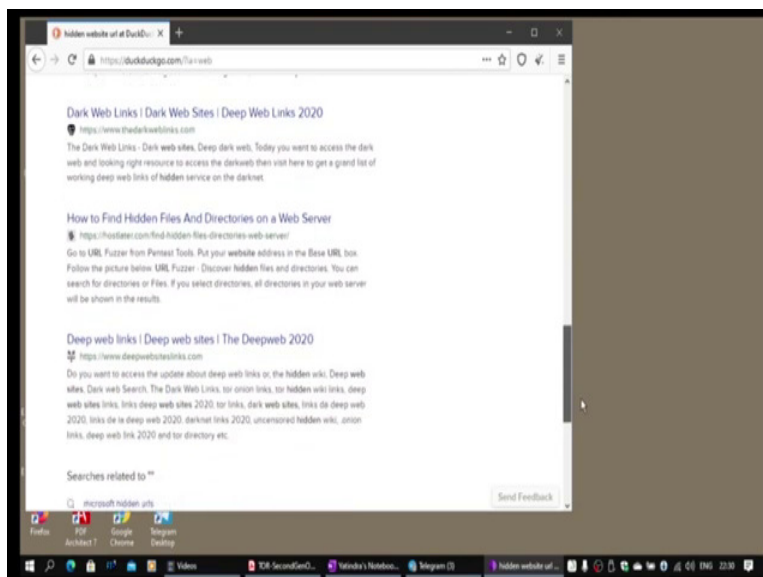 hidden website url at DuckDuc
https://duckduckgo.com/?ia=web
Dark Web Links | Dark Web Sites | Deep Web Links 2020
https://www.thedarkweblinks.com
The Dark Web Links - Dark web sites, Deep dark web, Today you want to access the dark
web and looking right resource to access the darkweb then visit here to get a grand list of
working deep web links of hidden service on the darknet
How to Find Hidden Files And Directories on a Web Server
https://hostlater.com/find-hidden-files-directories-web-server/
Go to URL Fuzzer from Pentest Tools. Put your website address in the Base URL box.
Follow the picture below. URL Fuzzer - Discover hidden files and directories. You can
search for directories or Files. If you select directories, all directories in your web server
will be shown in the results.
Deep web links | Deep web sites | The Deepweb 2020
https://www.deepwebsiteslinks.com
Do you want to access the update about deep web links or, the hidden wiki, Deep web
sites, Dark web Search, The Dark Web Links, tor onion links, tor hidden wiki links, deep
web sites links, links deep web sites 2020, tor links, dark web sites, links da deep web
2020, links de la deep web 2020, darknet links 2020, uncensored hidden wiki, .onion
links, deep web link 2020 and tor directory etc.
Searches related to ""
microsoft hidden urls
Send Feedback
Firefox
PDF Architect 7
Google Chrome
Telegram Desktop
Videos
TOR-SecondGenO...
Yatindra's Noteboo...
Telegram (3)
hidden website url ...
ENG
22:30